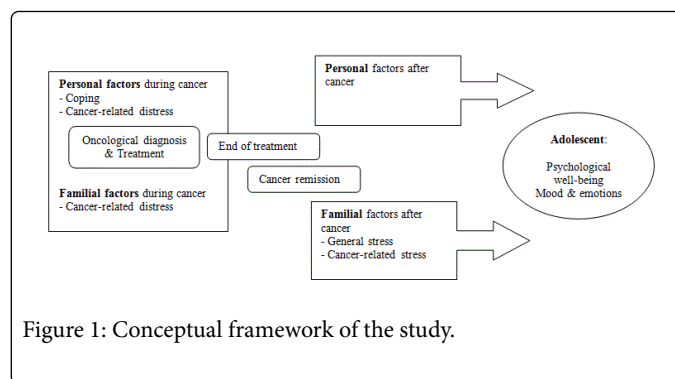 Personal factors during cancer
- Coping
- Cancer-related distress
Oncological diagnosis
& Treatment
End of treatment
Cancer remission
Familial factors during cancer
- Cancer-related distress
Personal factors after
cancer
Familial factors after
cancer
- General stress
- Cancer-related stress
Adolescent:
Psychological
well-being
Mood & emotions
Figure 1: Conceptual framework of the study.